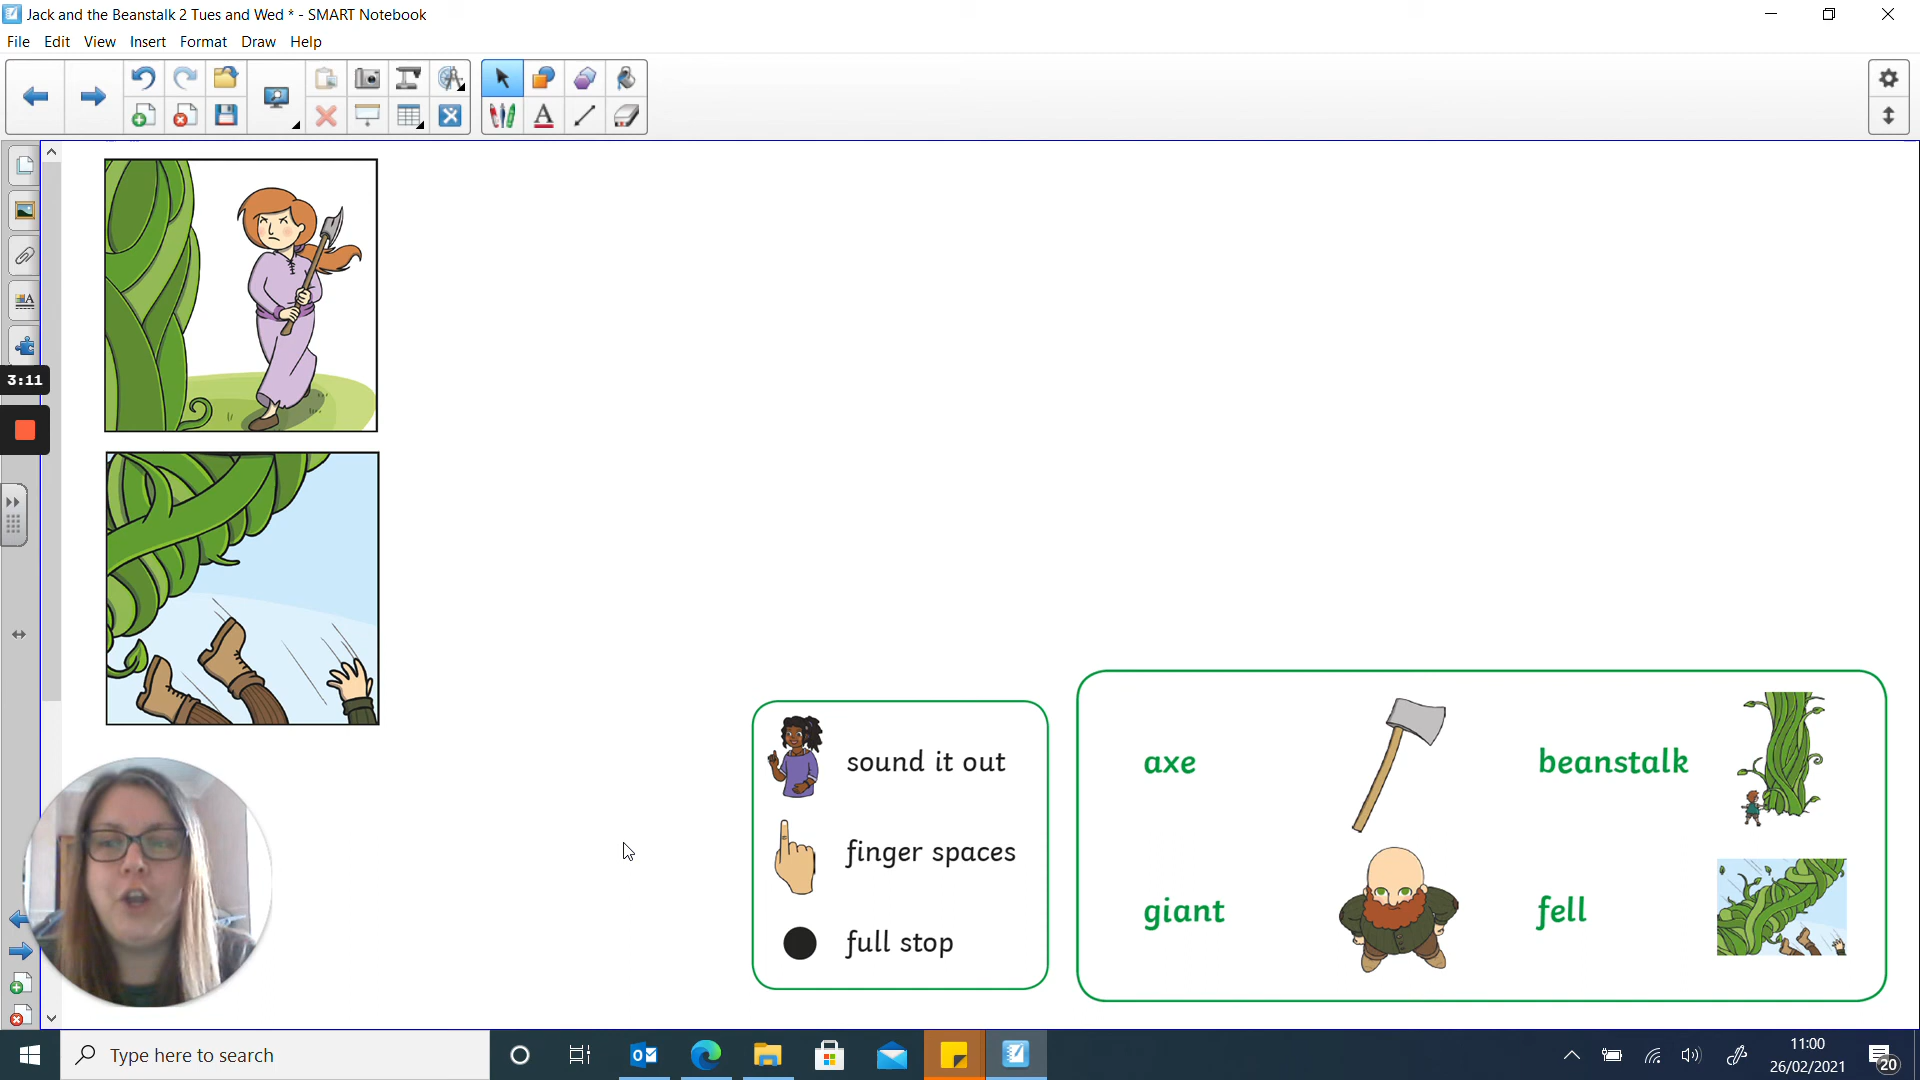 Jack and the Beanstalk 2 Tues and Wed * - SMART Notebook
File Edit View Insert Format Draw Help
3:11
sound it out
finger spaces
full stop
axe
beanstalk
giant
fell
Type here to search
11:00
26/02/2021
20